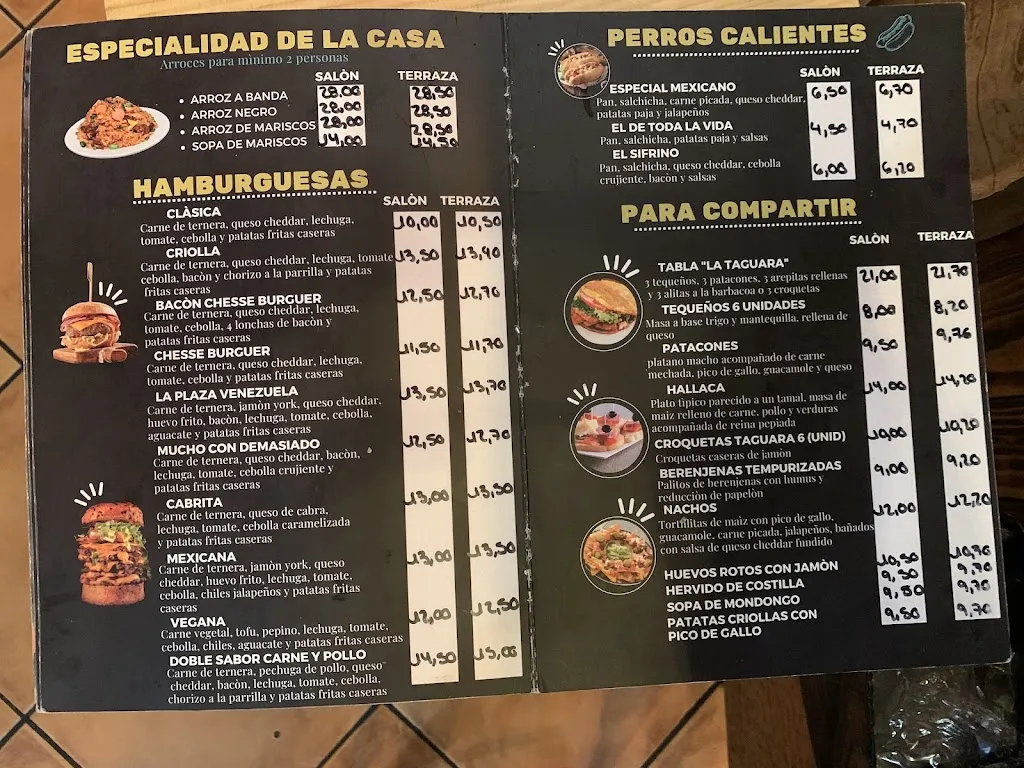 ESPECIALIDAD DE LA CASA
Arroces para mìnimo 2 personas
SALÒN TERRAZA
• ARROZ A BANDA 28,00 28,50
• ARROZ NEGRO 28,00 28,50
• ARROZ DE MARISCOS 28,00 28,50
• SOPA DE MARISCOS 14,00 14,50
HAMBURGUESAS
SALÒN TERRAZA
CLÀSICA 10,00 10,50
Carne de ternera, queso cheddar, lechuga,
tomate, cebolla y patatas fritas caseras
CRIOLLA 13,50 13,90
Carne de ternera, queso cheddar, lechuga, tomate
cebolla, bacòn y chorizo a la parrilla y patatas
fritas caseras
BACÒN CHESSE BURGUER 12,50 12,70
Carne de ternera, queso cheddar, lechuga,
tomate, cebolla, 4 lonchas de bacòn y
patatas fritas caseras
CHESSE BURGUER 11,50 11,70
Carne de ternera, queso cheddar, lechuga,
tomate, cebolla y patatas fritas caseras
LA PLAZA VENEZUELA 13,50 13,70
Carne de ternera, jamòn york, queso cheddar,
huevo frito, bacòn, lechuga, tomate, cebolla,
aguacate y patatas fritas caseras
MUCHO CON DEMASIADO 12,50 12,70
Carne de ternera, queso cheddar, bacòn,
lechuga, tomate, cebolla crujiente y
patatas fritas caseras
CABRITA 13,00 13,50
Carne de ternera, queso de cabra,
lechuga, tomate, cebolla caramelizada
y patatas fritas caseras
MEXICANA 13,00 13,50
Carne de ternera, jamòn york, queso
cheddar, huevo frito, lechuga, tomate,
cebolla, chiles jalapeños y patatas fritas
caseras
VEGANA 12,00 12,50
Carne vegetal, tofu, pepino, lechuga, tomate,
cebolla, chiles, aguacate y patatas fritas caseras
DOBLE SABOR CARNE Y POLLO 14,50 15,00
Carne de ternera, pechuga de pollo, queso
cheddar, bacòn, lechuga, tomate, cebolla,
chorizo a la parrilla y patatas fritas caseras
PERROS CALIENTES
SALÒN TERRAZA
ESPECIAL MEXICANO 6,50 6,70
Pan, salchicha, carne picada, queso cheddar,
patatas paja y jalapeños
EL DE TODA LA VIDA 4,50 4,70
Pan, salchicha, patatas paja y salsas
EL SIFRINO 6,00 6,20
Pan, salchicha, queso cheddar, cebolla
crujiente, bacòn y salsas
PARA COMPARTIR
SALÒN TERRAZA
TABLA "LA TAGUARA" 21,00 21,70
3 tequeños, 3 patacones, 3 arepitas rellenas
y 3 alitas a la barbacoa o 3 croquetas
TEQUEÑOS 6 UNIDADES 8,00 8,20
Masa a base trigo y mantequilla, rellena de
queso
PATACONES 9,50 9,76
platano macho acompañado de carne
mechada, pico de gallo, guacamole y queso
HALLACA 14,00 14,20
Plato tìpico parecido a un tamal, masa de
maiz relleno de carne, pollo y verduras
acompañada de reina pepiada
CROQUETAS TAGUARA 6 (UNID) 10,00 10,20
Croquetas caseras de jamòn
BERENJENAS TEMPURIZADAS 9,00 9,20
Palitos de berenjenas con humus y
reducciòn de papelòn
NACHOS 12,00 12,70
Tortillitas de maìz con pico de gallo,
guacamole, carne picada, jalapeños, bañados
con salsa de queso cheddar fundido
HUEVOS ROTOS CON JAMÒN 10,50 10,70
HERVIDO DE COSTILLA 9,50 9,70
SOPA DE MONDONGO 9,50 9,70
PATATAS CRIOLLAS CON 9,50 9,70
PICO DE GALLO